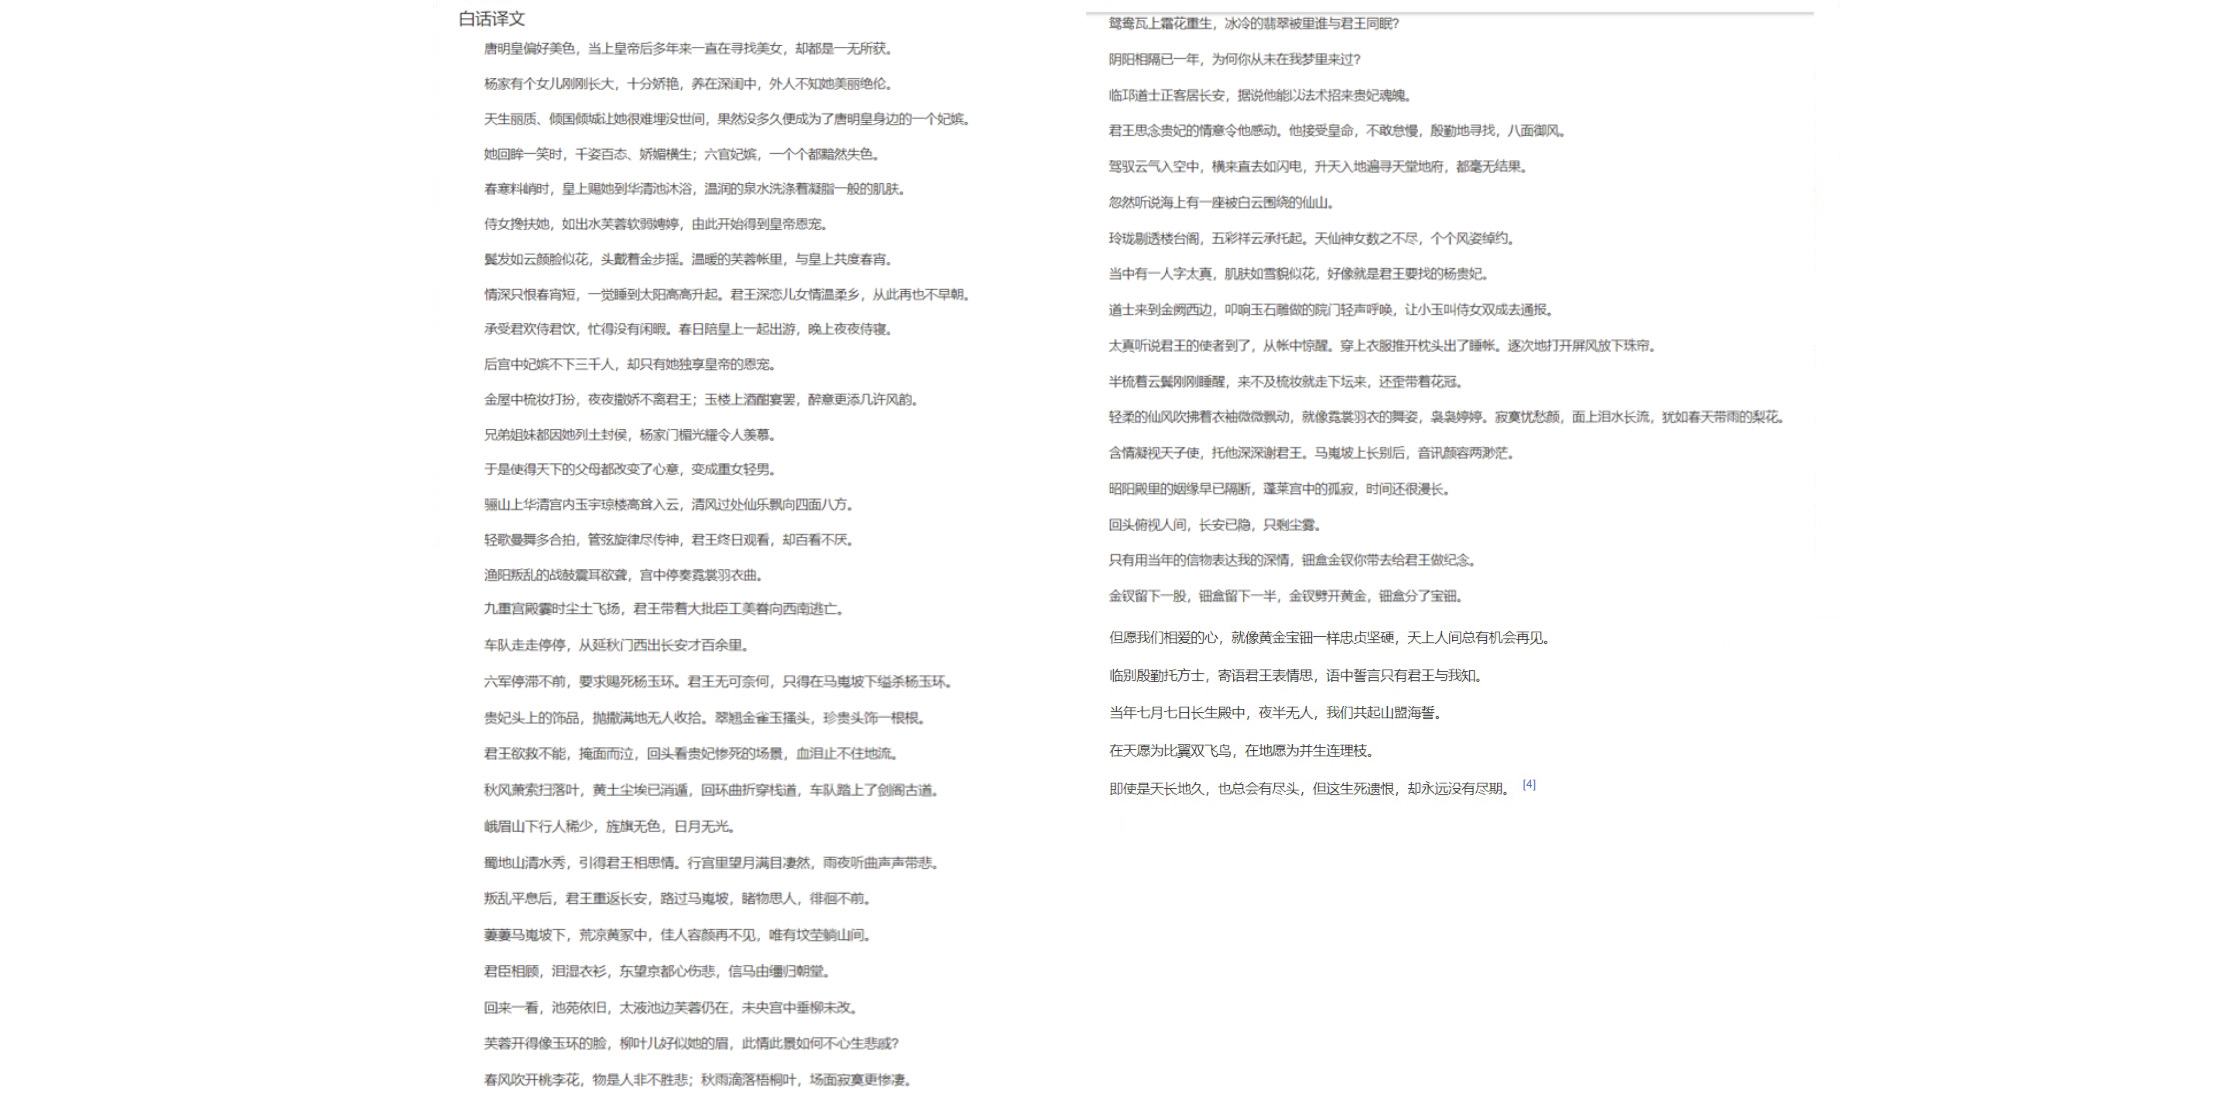 白话译文
唐明皇偏好美色，当上皇帝后多年来一直在寻找美女，却都是一无所获。
杨家有个女儿刚刚长大，十分娇艳，养在深闺中，外人不知她美丽绝伦。
天生丽质、倾国倾城让她很难埋没世间，果然没多久便成为了唐明皇身边的一个妃嫔。
她回眸一笑时，千姿百态、娇媚横生；六宫妃嫔，一个个都黯然失色。
春寒料峭时，皇上赐她到华清池沐浴，温润的泉水洗涤着凝脂一般的肌肤。
侍女搀扶她，如出水芙蓉软弱娉婷，由此开始得到皇帝恩宠。
鬓发如云颜脸似花，头戴着金步摇。温暖的芙蓉帐里，与皇上共度春宵。
情深只恨春宵短，一觉睡到太阳高高升起。君王深恋儿女情温柔乡，从此再也不早朝。
承受君欢侍君饮，忙得没有闲暇。春日陪皇上一起出游，晚上夜夜侍寝。
后宫中妃嫔不下三千人，却只有她独享皇帝的恩宠。
金屋中梳妆打扮，夜夜撒娇不离君王；玉楼上酒酣宴罢，醉意更添几许风韵。
兄弟姐妹都因她列土封侯，杨家门楣光耀令人羡慕。
于是使得天下的父母都改变了心意，变成重女轻男。
骊山上华清宫内玉宇琼楼高耸入云，清风过处仙乐飘向四面八方。
轻歌曼舞多合拍，管弦旋律尽传神，君王终日观看，却百看不厌。
渔阳叛乱的战鼓震耳欲聋，宫中停奏霓裳羽衣曲。
九重宫殿霎时尘土飞扬，君王带着大批臣工美眷向西南逃亡。
车队走走停停，从延秋门西出长安才百余里。
六军停滞不前，要求赐死杨玉环。君王无可奈何，只得在马嵬坡下缢杀杨玉环。
贵妃头上的饰品，抛撒满地无人收拾。翠翘金雀玉搔头，珍贵头饰一根根。
君王欲救不能，掩面而泣，回头看贵妃惨死的场景，血泪止不住地流。
秋风萧索扫落叶，黄土尘埃已消遁，回环曲折穿栈道，车队踏上了剑阁古道。
峨眉山下行人稀少，旌旗无色，日月无光。
蜀地山清水秀，引得君王相思情。行宫里望月满目凄然，雨夜听曲声声带悲。
叛乱平息后，君王重返长安，路过马嵬坡，睹物思人，徘徊不前。
萋萋马嵬坡下，荒凉黄冢中，佳人容颜再不见，唯有坟茔躺山间。
君臣相顾，泪湿衣衫，东望京都心伤悲，信马由缰归朝堂。
回来一看，池苑依旧，太液池边芙蓉仍在，未央宫中垂柳未改。
芙蓉开得像玉环的脸，柳叶儿好似她的眉，此情此景如何不心生悲戚？
春风吹开桃李花，物是人非不胜悲；秋雨滴落梧桐叶，场面寂寞更惨凄。
鸳鸯瓦上霜花重生，冰冷的翡翠被里谁与君王同眠？
阴阳相隔已一年，为何你从未在我梦里来过？
临邛道士正客居长安，据说他能以法术招来贵妃魂魄。
君王思念贵妃的情意令他感动。他接受皇命，不敢怠慢，殷勤地寻找，八面御风。
驾驭云气入空中，横来直去如闪电，升天入地遍寻天堂地府，都毫无结果。
忽然听说海上有一座被白云围绕的仙山。
玲珑剔透楼台阁，五彩祥云承托起。天仙神女数之不尽，个个风姿绰约。
当中有一人字太真，肌肤如雪貌似花，好像就是君王要找的杨贵妃。
道士来到金阙西边，叩响玉石雕做的院门轻声呼唤，让小玉叫侍女双成去通报。
太真听说君王的使者到了，从帐中惊醒。穿上衣服推开枕头出了睡帐。逐次地打开屏风放下珠帘。
半梳着云鬓刚刚睡醒，来不及梳妆就走下坛来，还歪带着花冠。
轻柔的仙风吹拂着衣袖微微飘动，就像霓裳羽衣的舞姿，袅袅婷婷。寂寞忧愁颜，面上泪水长流，犹如春天带雨的梨花。
含情凝视天子使，托他深深谢君王。马嵬坡上长别后，音讯颜容两渺茫。
昭阳殿里的姻缘早已隔断，蓬莱宫中的孤寂，时间还很漫长。
回头俯视人间，长安已隐，只剩尘雾。
只有用当年的信物表达我的深情，钿盒金钗你带去给君王做纪念。
金钗留下一股，钿盒留下一半，金钗劈开黄金，钿盒分了宝钿。
但愿我们相爱的心，就像黄金宝钿一样忠贞坚硬，天上人间总有机会再见。
临别殷勤托方士，寄语君王表情思，语中誓言只有君王与我知。
当年七月七日长生殿中，夜半无人，我们共起山盟海誓。
在天愿为比翼双飞鸟，在地愿为并生连理枝。
即使是天长地久，也总会有尽头，但这生死遗恨，却永远没有尽期。 [4]